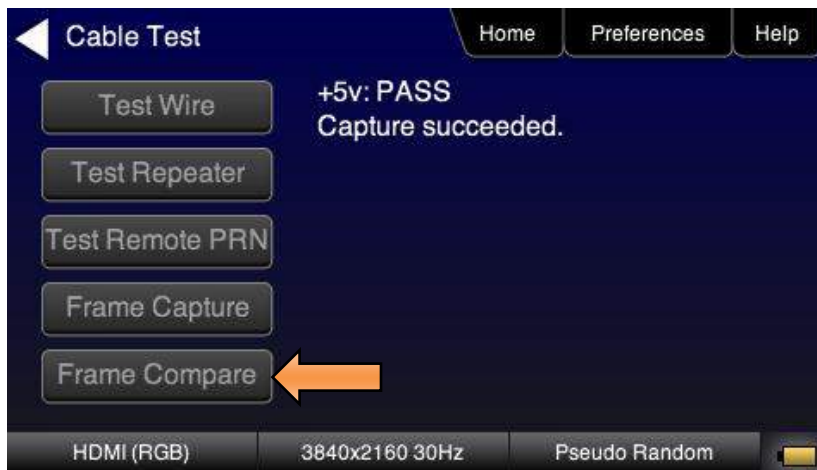 Cable Test
Home
Preferences
Help
Test Wire
Test Repeater
Test Remote PRN
Frame Capture
Frame Compare
+5v: PASS
Capture succeeded.
HDMI (RGB)
3840x2160 30Hz
Pseudo Random